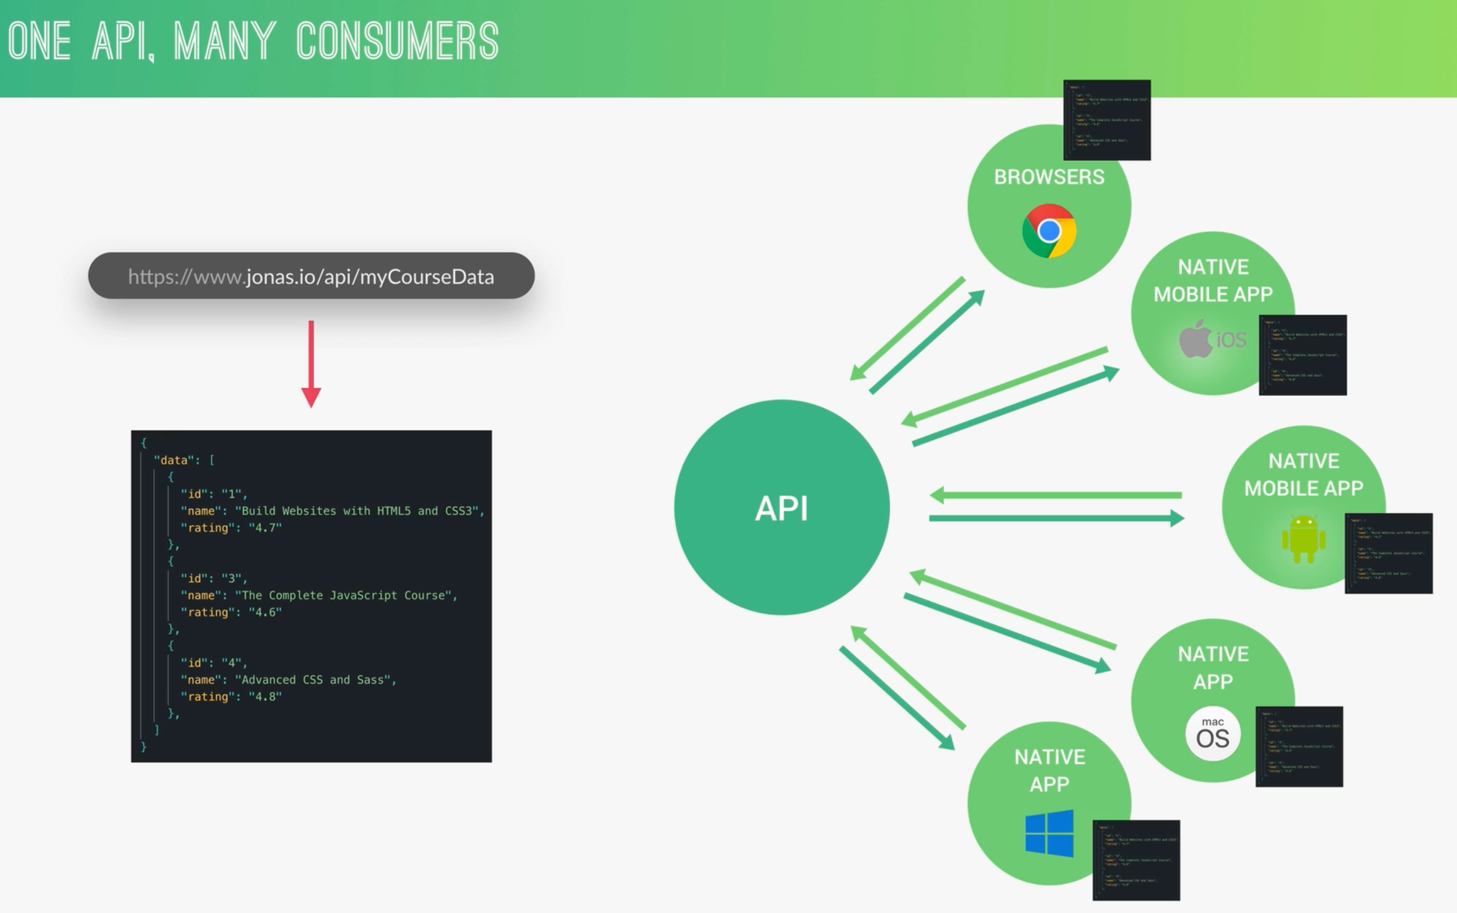 ONE API, MANY CONSUMERS
https://www.jonas.io/api/myCourseData
{
"data": [
{
"id": "1",
"name": "Build Websites with HTML5 and CSS3",
"rating": "4.7"
},
{
"id": "3",
"name": "The Complete JavaScript Course",
"rating": "4.6"
},
{
"id": "4",
"name": "Advanced CSS and Sass",
"rating": "4.8"
},
]
}
API
BROWSERS
NATIVE
MOBILE APP
iOS
NATIVE
MOBILE APP
NATIVE
APP
mac
OS
NATIVE
APP